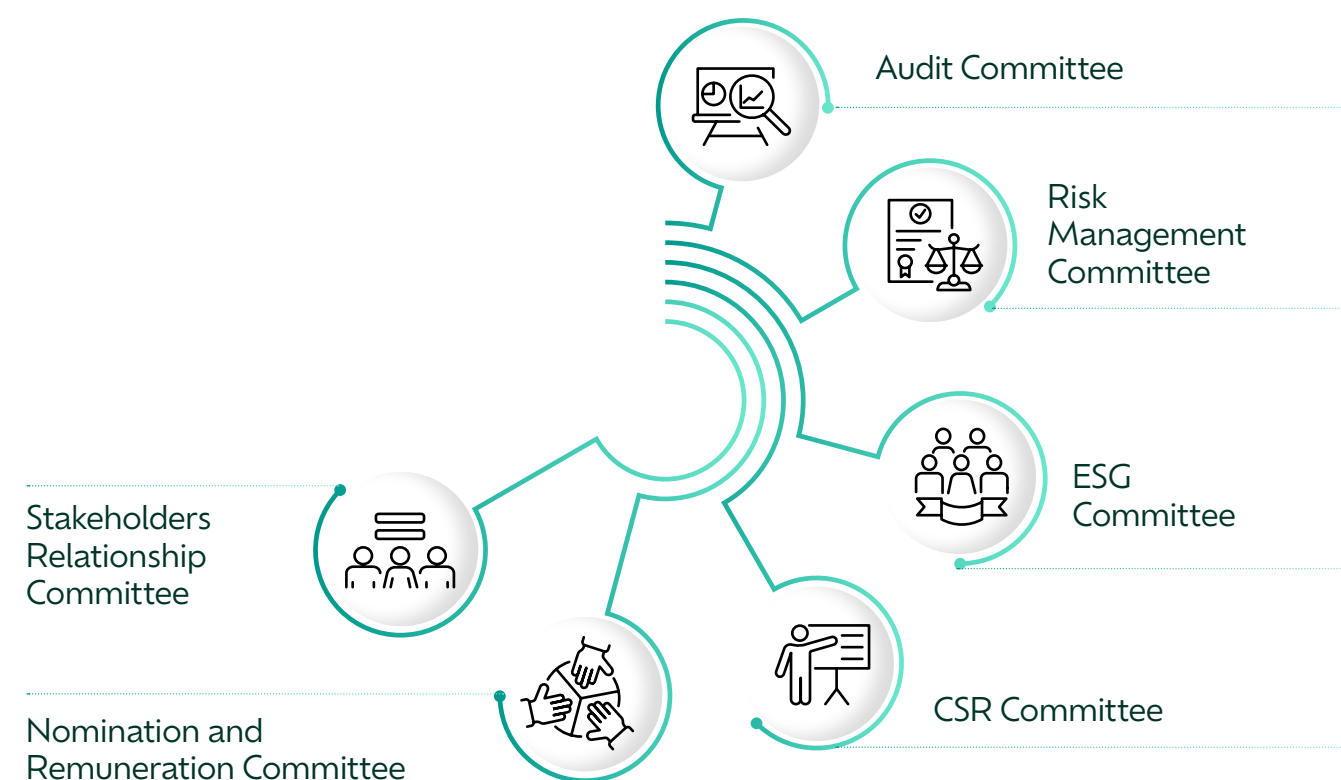 Audit Committee
Risk
Management
Committee
ESG
Committee
CSR Committee
Nomination and
Remuneration Committee
Stakeholders
Relationship
Committee